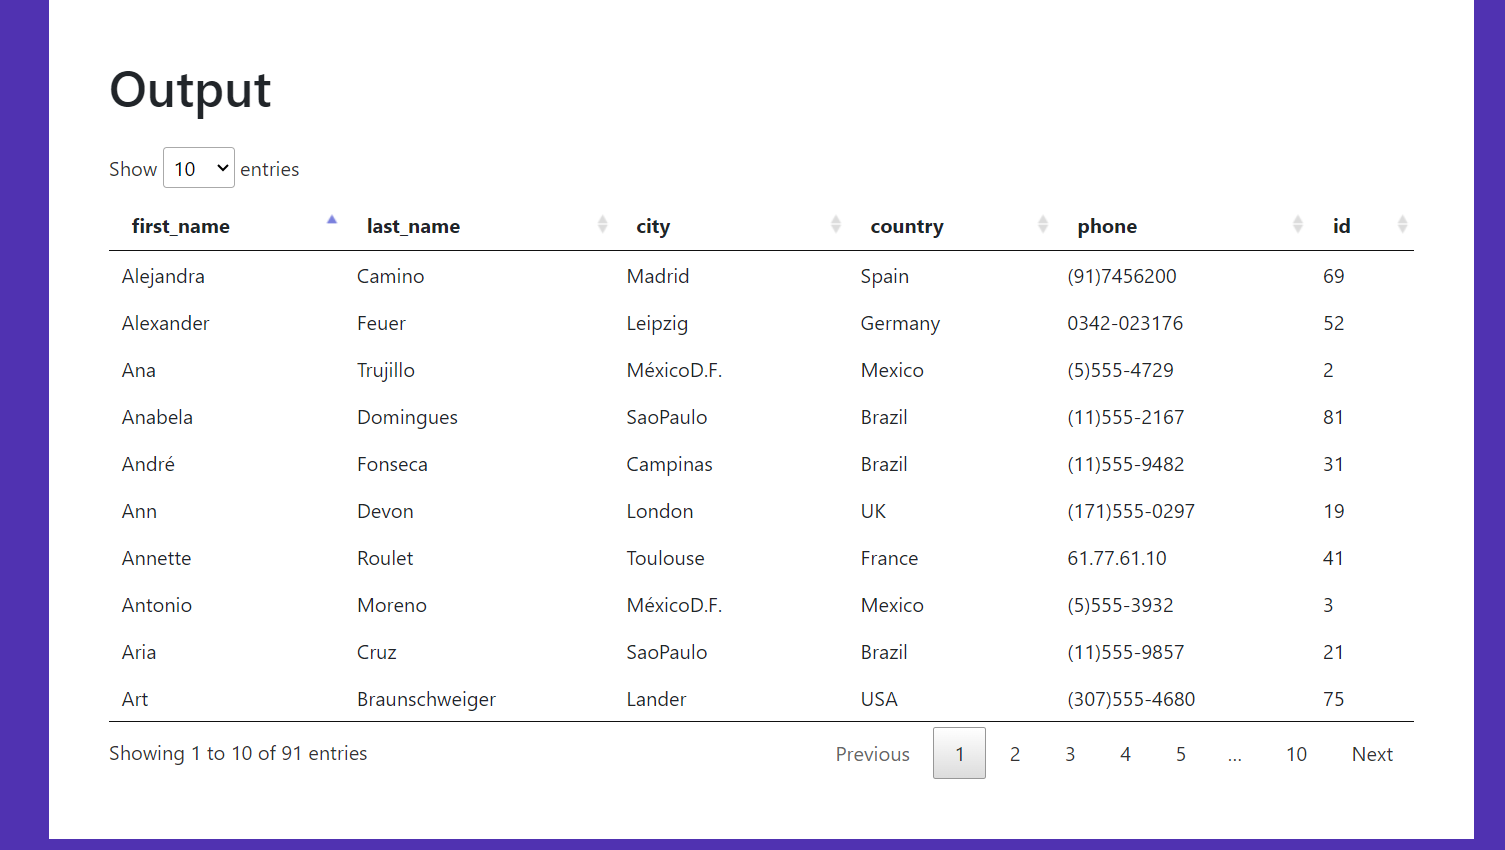 Output
Show 10 entries
first_name last_name city country phone id
Alejandra Camino Madrid Spain (91)7456200 69
Alexander Feuer Leipzig Germany 0342-023176 52
Ana Trujillo MéxicoD.F. Mexico (5)555-4729 2
Anabela Domingues SaoPaulo Brazil (11)555-2167 81
André Fonseca Campinas Brazil (11)555-9482 31
Ann Devon London UK (171)555-0297 19
Annette Roulet Toulouse France 61.77.61.10 41
Antonio Moreno MéxicoD.F. Mexico (5)555-3932 3
Aria Cruz SaoPaulo Brazil (11)555-9857 21
Art Braunschweiger Lander USA (307)555-4680 75
Showing 1 to 10 of 91 entries Previous 1 2 3 4 5 ... 10 Next